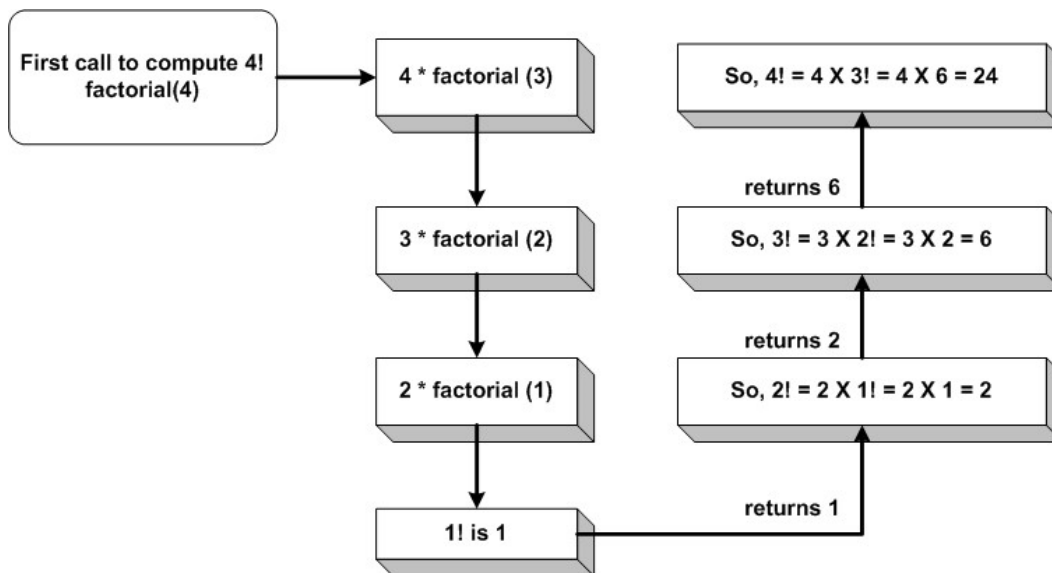 First call to compute 4!
factorial(4)
4 * factorial (3)
3 * factorial (2)
2 * factorial (1)
1! is 1
returns 1
So, 2! = 2 X 1! = 2 X 1 = 2
returns 2
So, 3! = 3 X 2! = 3 X 2 = 6
returns 6
So, 4! = 4 X 3! = 4 X 6 = 24